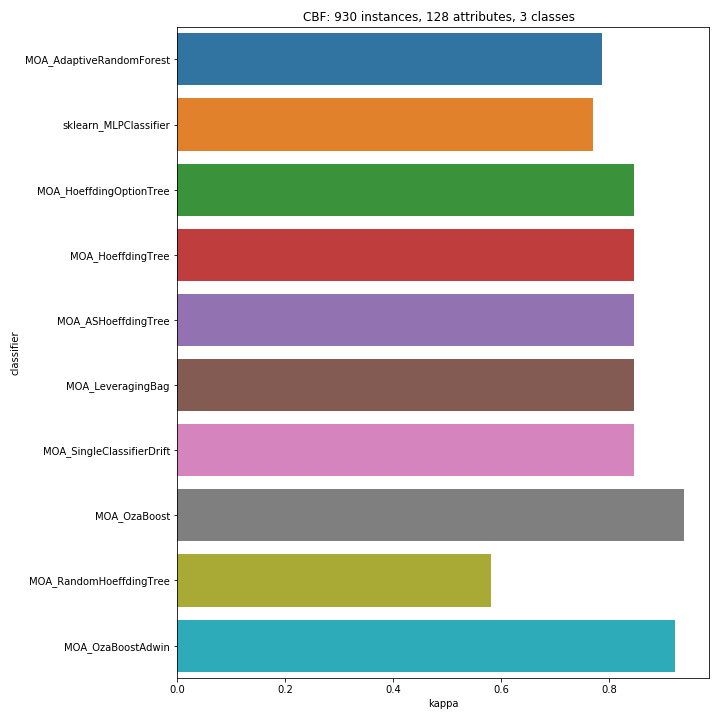 CBF: 930 instances, 128 attributes, 3 classes
MOA_AdaptiveRandomForest
sklearn_MLPClassifier
MOA_HoeffdingOptionTree
MOA_HoeffdingTree
MOA_ASHoeffdingTree
MOA_LeveragingBag
MOA_SingleClassifierDrift
MOA_OzaBoost
MOA_RandomHoeffdingTree
MOA_OzaBoostAdwin
classifier
0.0 0.2 0.4 0.6 0.8
kappa